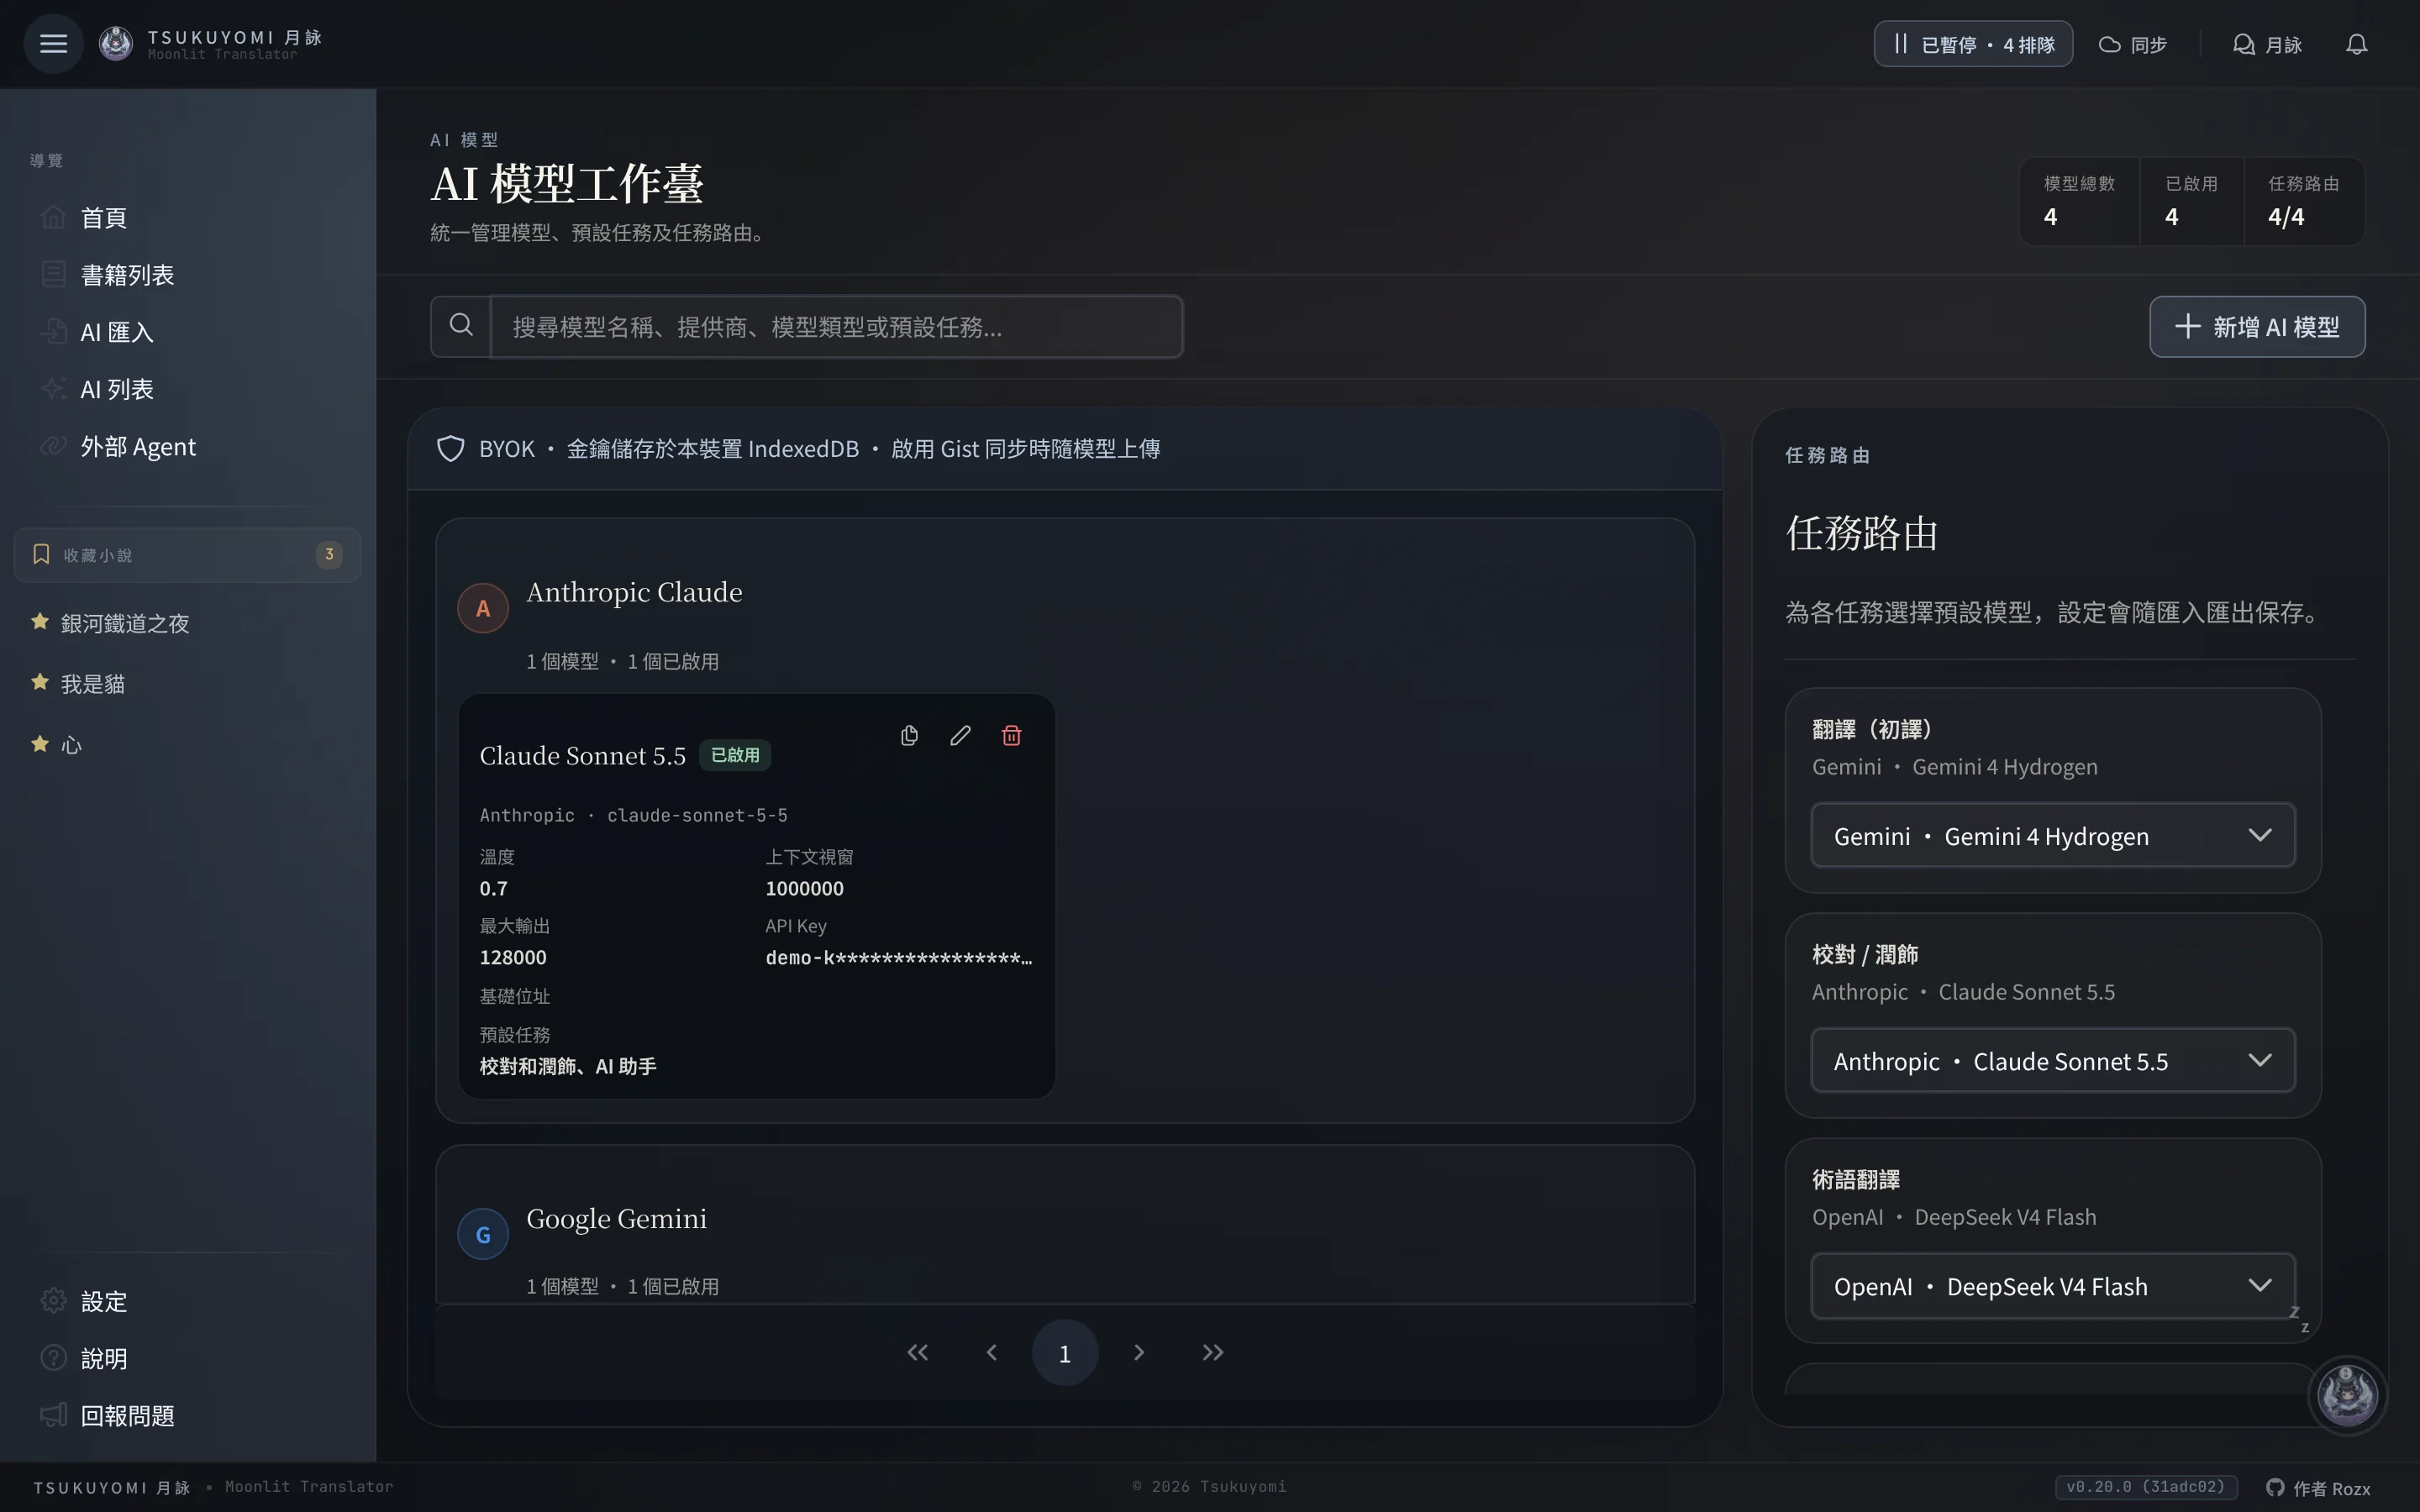 TSUKUYOMI 月詠
Moonlit Translator
已暫停 · 4 排隊
同步
月詠
導覽
首頁
書籍列表
AI 匯入
AI 列表
外部 Agent
收藏小說
3
銀河鐵道之夜
我是貓
心
設定
說明
回報問題
AI 模型
AI 模型工作臺
統一管理模型、預設任務及任務路由。
模型總數
4
已啟用
4
任務路由
4/4
搜尋模型名稱、提供商、模型類型或預設任務...
新增 AI 模型
BYOK · 金鑰儲存於本裝置 IndexedDB · 啟用 Gist 同步時隨模型上傳
A
Anthropic Claude
1 個模型 · 1 個已啟用
Claude Sonnet 5.5
已啟用
Anthropic · claude-sonnet-5-5
溫度
0.7
上下文視窗
1000000
最大輸出
128000
API Key
demo-k****************…
基礎位址
預設任務
校對和潤飾、AI 助手
G
Google Gemini
1 個模型 · 1 個已啟用
1
任務路由
任務路由
為各任務選擇預設模型，設定會隨匯入匯出保存。
翻譯（初譯）
Gemini · Gemini 4 Hydrogen
Gemini · Gemini 4 Hydrogen
校對 / 潤飾
Anthropic · Claude Sonnet 5.5
Anthropic · Claude Sonnet 5.5
術語翻譯
OpenAI · DeepSeek V4 Flash
OpenAI · DeepSeek V4 Flash
z
z
TSUKUYOMI 月詠 • Moonlit Translator
© 2026 Tsukuyomi
v0.20.0 (31adc02)
作者 Rozx